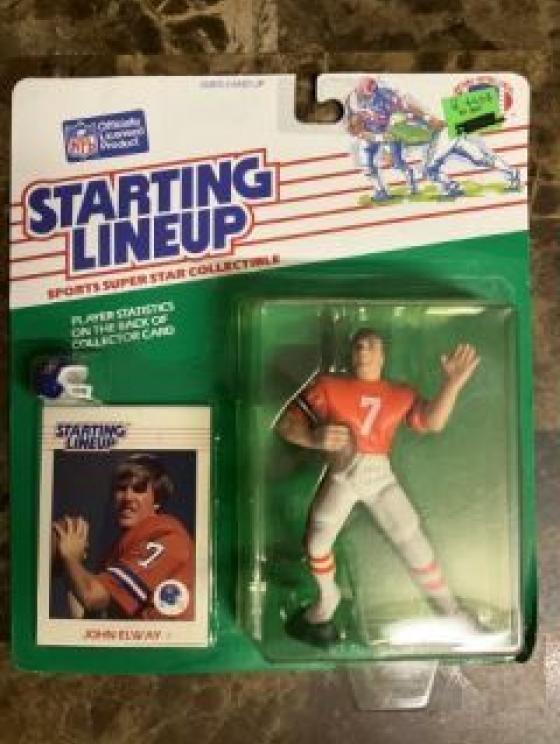 NFL
Officially
Licensed
Product
STARTING
LINEUP
SPORTS SUPER STAR COLLECTIBLE
PLAYER STATISTICS
ON THE BACK OF
COLLECTOR CARD
STARTING
LINEUP
7
7
JOHN ELWAY